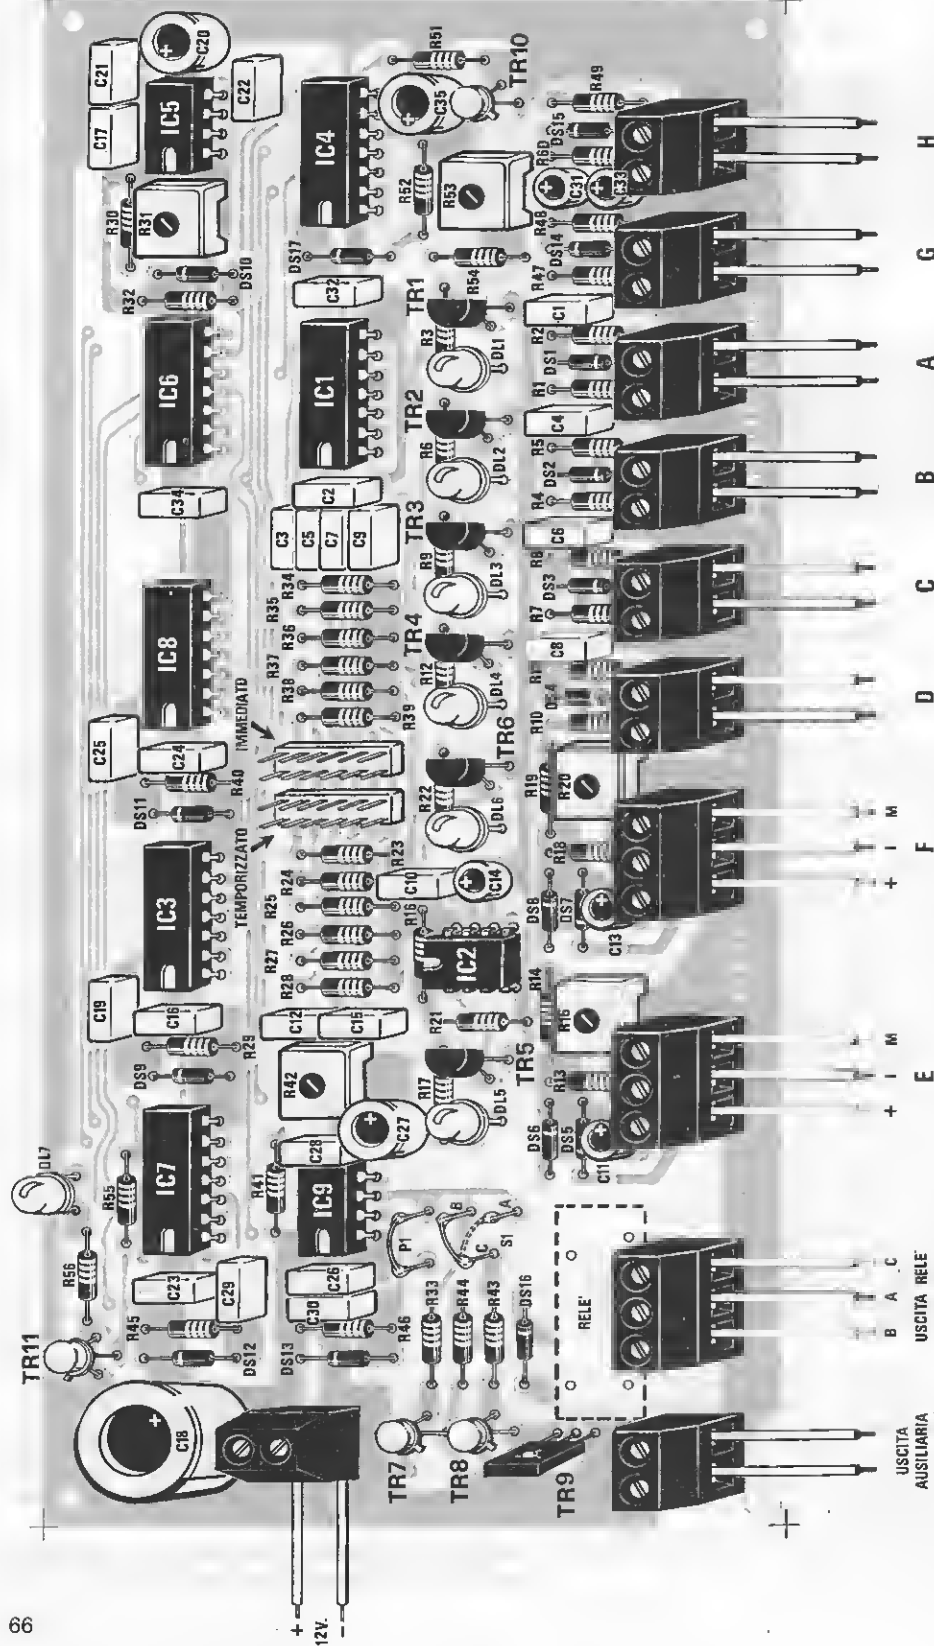 66
TR11
DL7
R56
R55
C18
IC7
C23
C29
R45
DS12
DS9
R29
C19
C16
IC3
DS11
R40
C24
C25
IC8
C34
IC6
R32
DS10
R30
R31
C17
C21
IC5
C20
C22
+
12V.
-
DS13
R46
C30
C26
IC9
R41
C28
R42
C27
C12
C15
R28
R27
R26
R25
R24
R23
TEMPORIZZATO
IMMEDIATO
R39
R38
R37
R36
R35
R34
C3
C5
C7
C9
C2
IC1
C32
DS17
IC4
TR7
TR8
TR9
R33
R44
R43
DS16
P1
B
C
A
S1
R17
DL5
TR5
R21
IC2
R16
C10
C14
R22
DL6
TR6
R12
DL4
TR4
R9
DL3
TR3
R6
DL2
TR2
R3
DL1
TR1
R54
R52
R53
C35
R51
TR10
RELE'
DS6
DS5
C11
R13
R14
R16
DS8
DS7
C13
R18
R19
R20
R10
C8
R7
DS3
R8
C6
R4
DS2
R5
C4
R1
DS1
R2
C1
R47
DS14
R48
C31
C33
R60
DS15
R49
USCITA
AUSILIARIA
B A C
USCITA RELE'
+ - M
E
+ - M
F
D
C
B
A
G
H